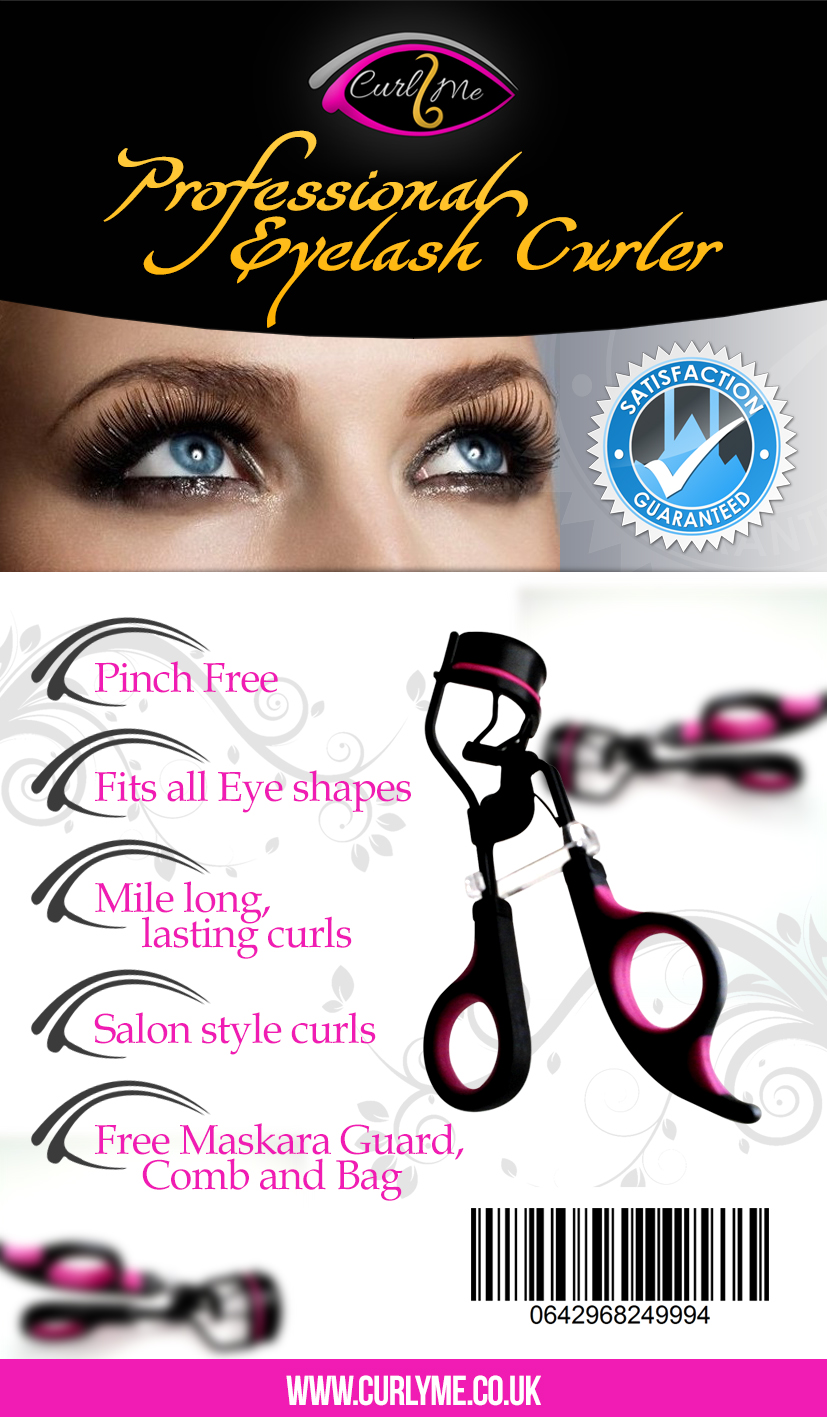 Curl Me
Professional
Eyelash Curler
SATISFACTION
GUARANTEED
Pinch Free
Fits all Eye shapes
Mile long,
lasting curls
Salon style curls
Free Maskara Guard,
Comb and Bag
0642968249994
WWW.CURLYME.CO.UK